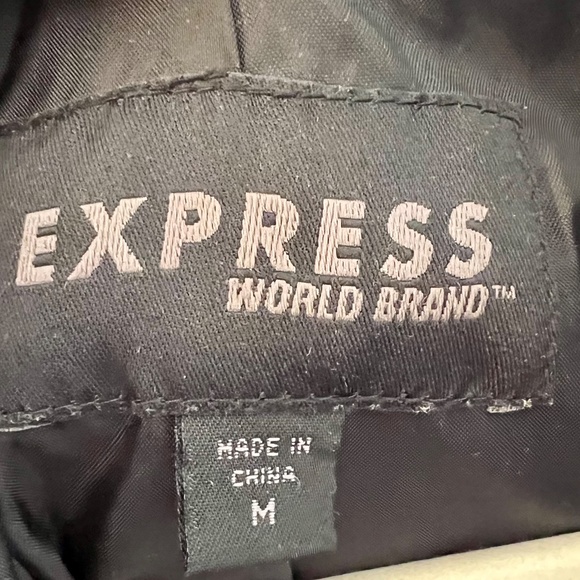 EXPRESS
WORLD BRAND™
MADE IN
CHINA
M